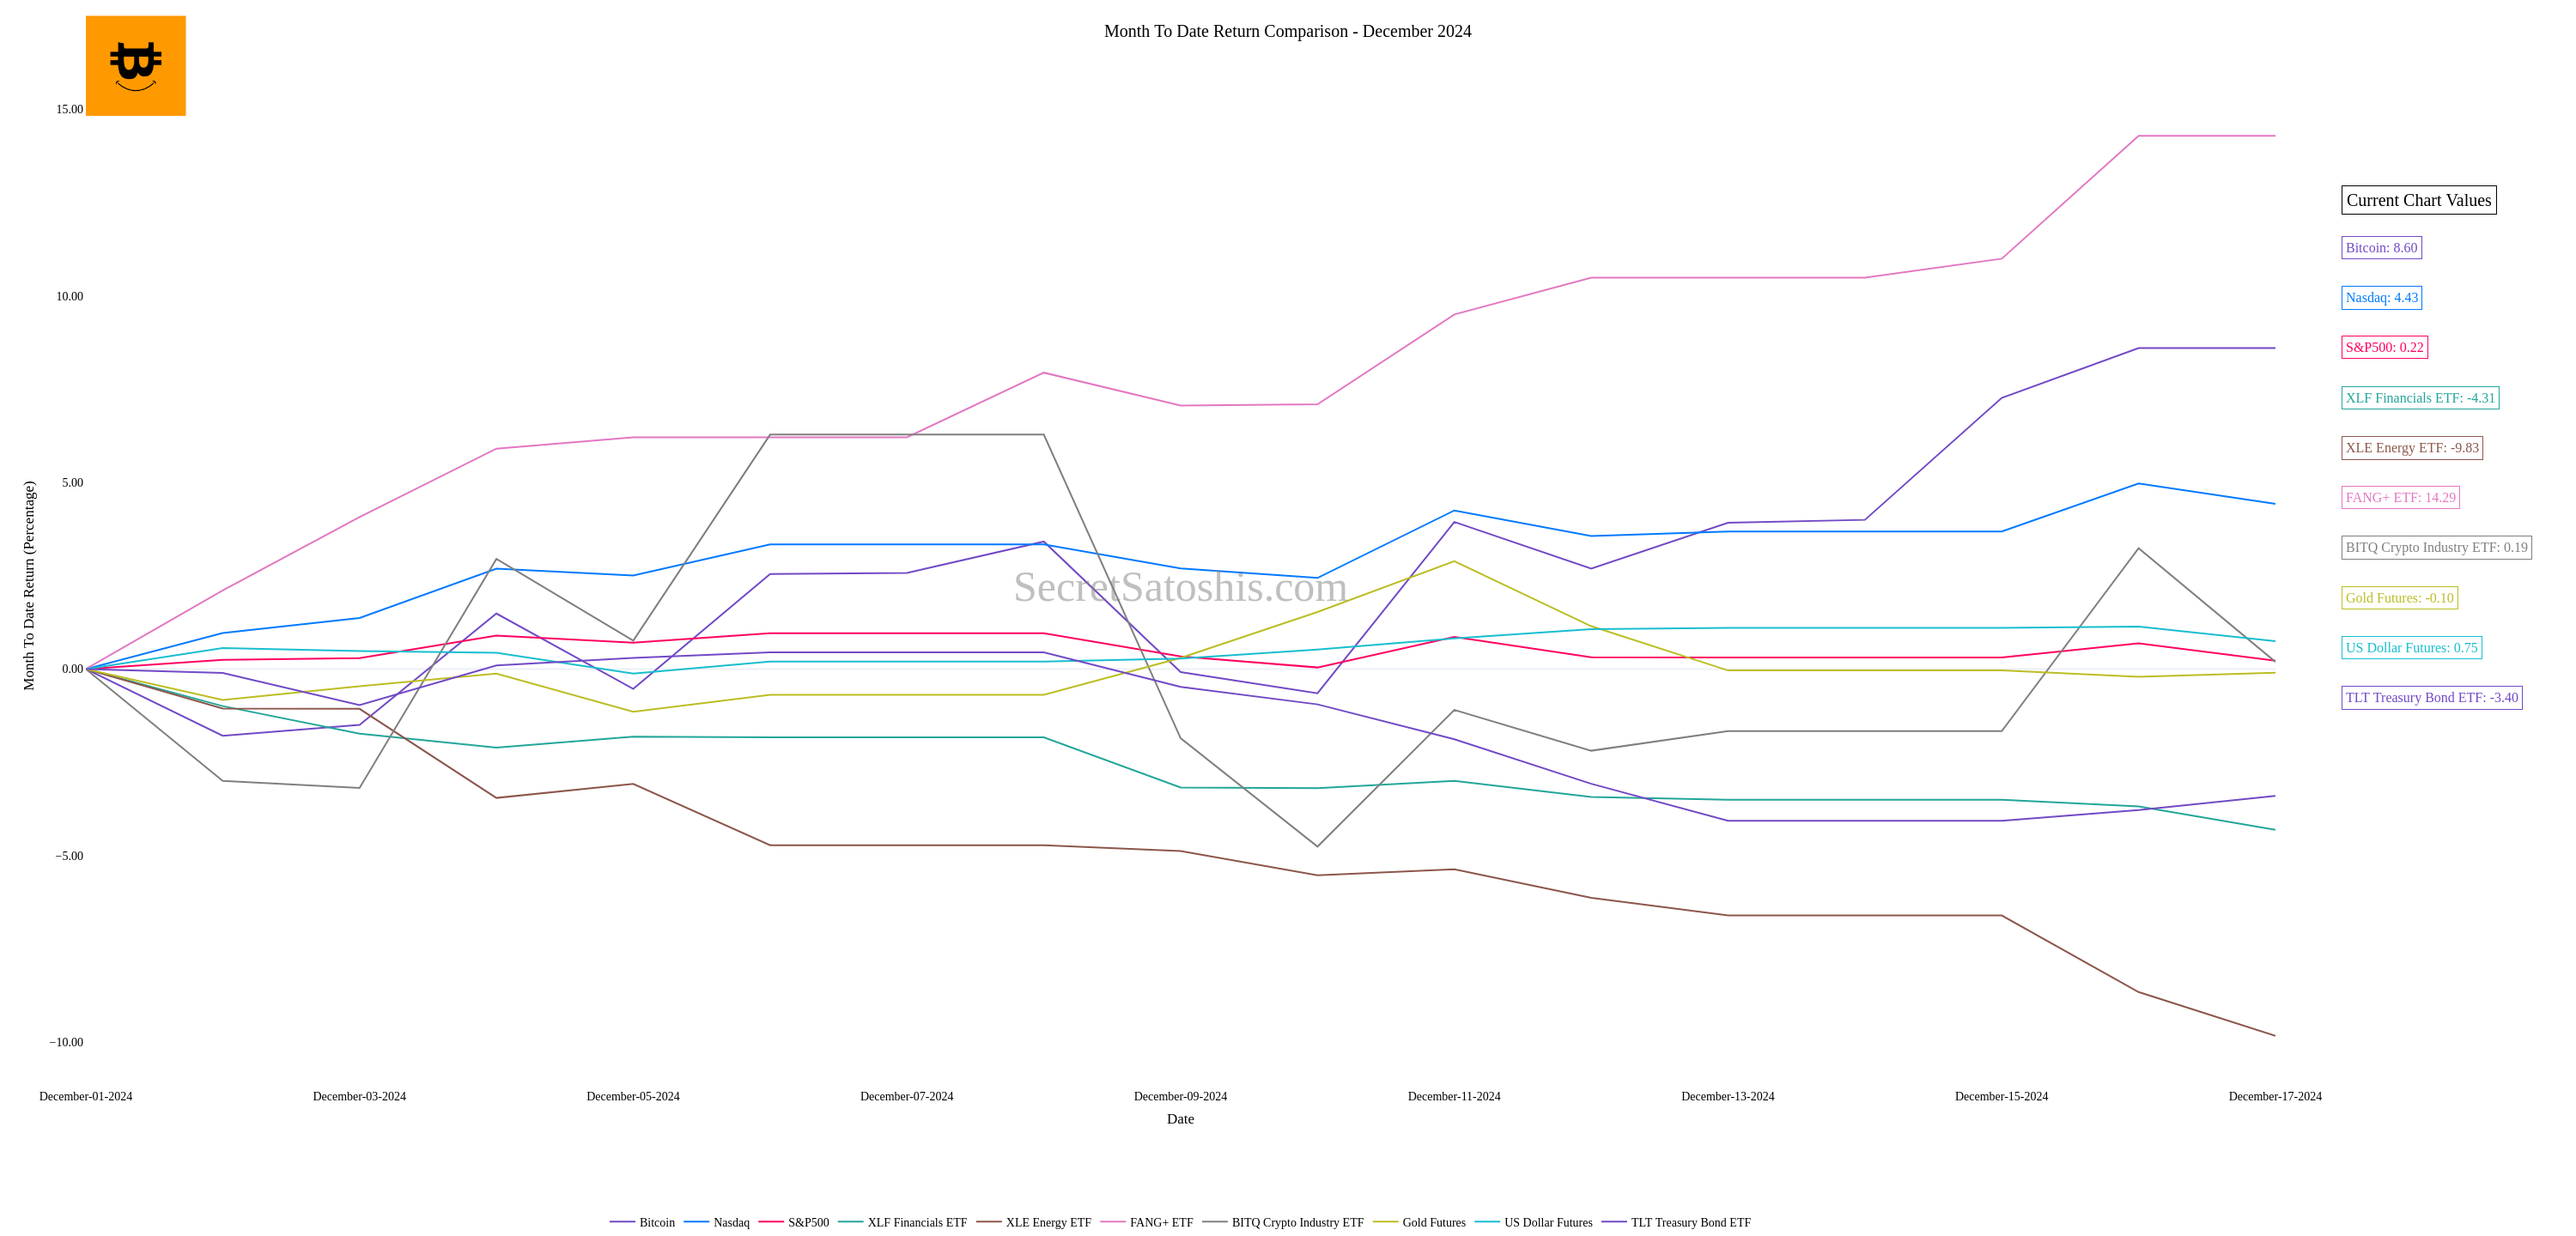 Month To Date Return Comparison - December 2024
15.00
10.00
5.00
0.00
−5.00
−10.00
Month To Date Return (Percentage)
SecretSatoshis.com
Current Chart Values
Bitcoin: 8.60
Nasdaq: 4.43
S&P500: 0.22
XLF Financials ETF: -4.31
XLE Energy ETF: -9.83
FANG+ ETF: 14.29
BITQ Crypto Industry ETF: 0.19
Gold Futures: -0.10
US Dollar Futures: 0.75
TLT Treasury Bond ETF: -3.40
December-01-2024 December-03-2024 December-05-2024 December-07-2024 December-09-2024 December-11-2024 December-13-2024 December-15-2024 December-17-2024
Date
Bitcoin Nasdaq S&P500 XLF Financials ETF XLE Energy ETF FANG+ ETF BITQ Crypto Industry ETF Gold Futures US Dollar Futures TLT Treasury Bond ETF